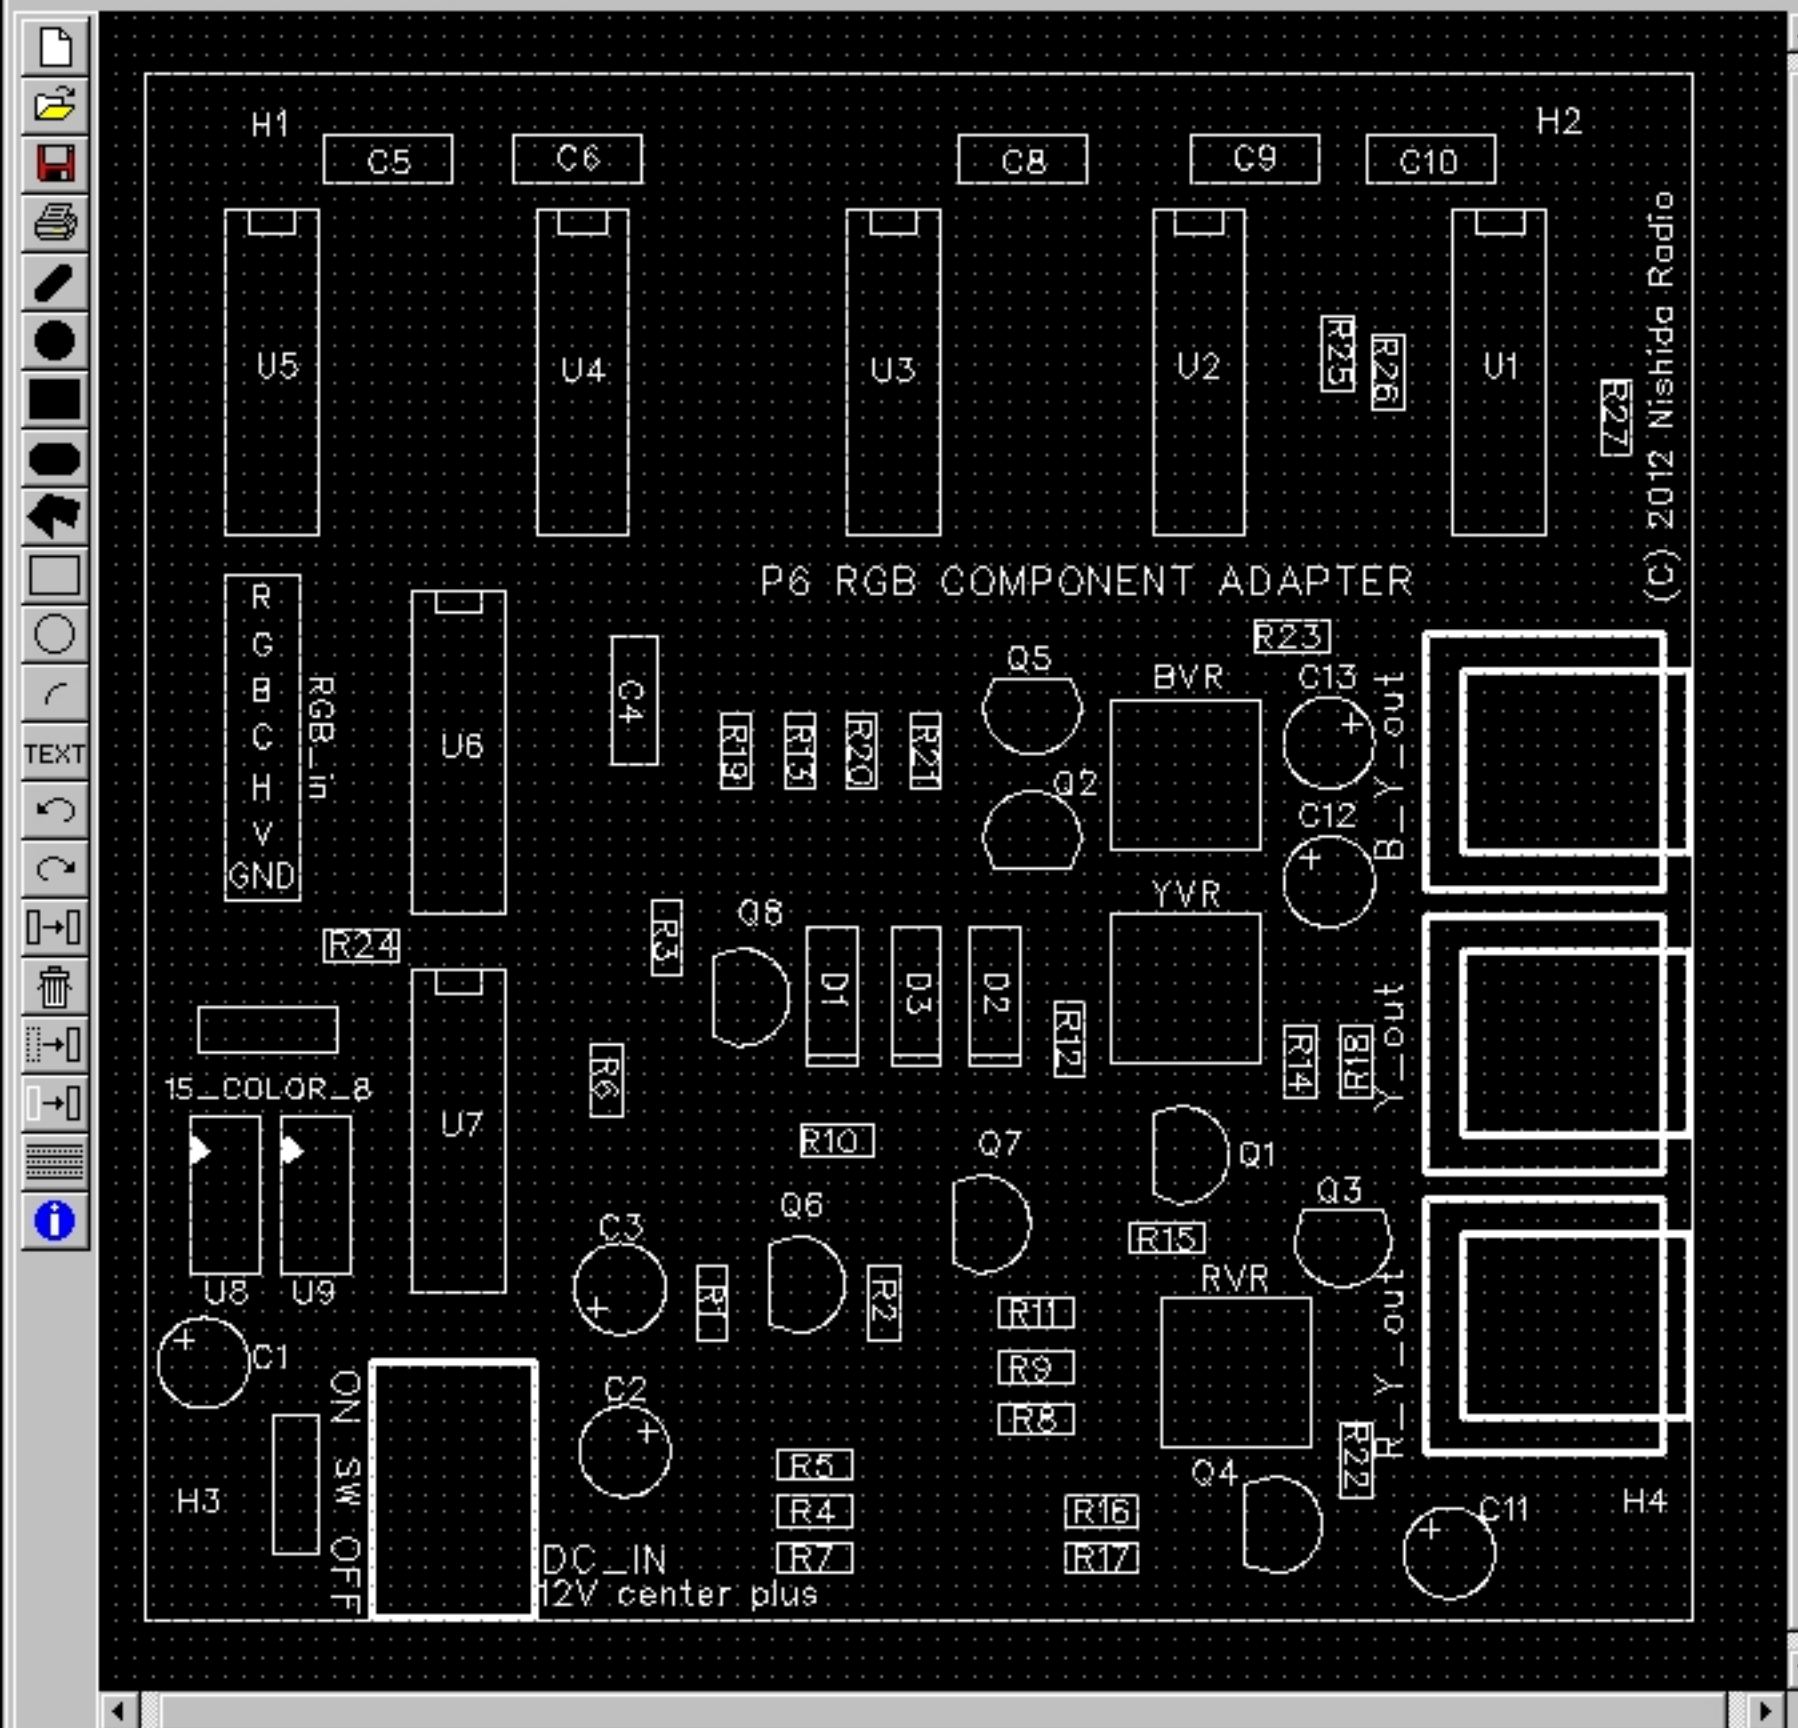 H1
H2
C5
C6
C8
C9
C10
U5
U4
U3
U2
U1
R25
R26
R27
(C) 2012 Nishida Radio
P6 RGB COMPONENT ADAPTER
R
G
B
C
H
V
GND
RGB_in
U6
C4
R19
R13
R20
R21
Q5
Q2
BVR
R23
C13
C12
B_Y_out
TEXT
YVR
Q8
R3
R24
D1
D3
D2
R12
R14
R18
Y_out
15_COLOR_8
U7
R6
R10
Q7
Q1
Q3
U8
U9
C3
R1
Q6
R2
R15
RVR
R11
R9
R8
R_Y_out
C1
ON SW OFF
C2
R5
R4
R7
R16
R17
Q4
R22
C11
H3
H4
DC_IN
12V center plus